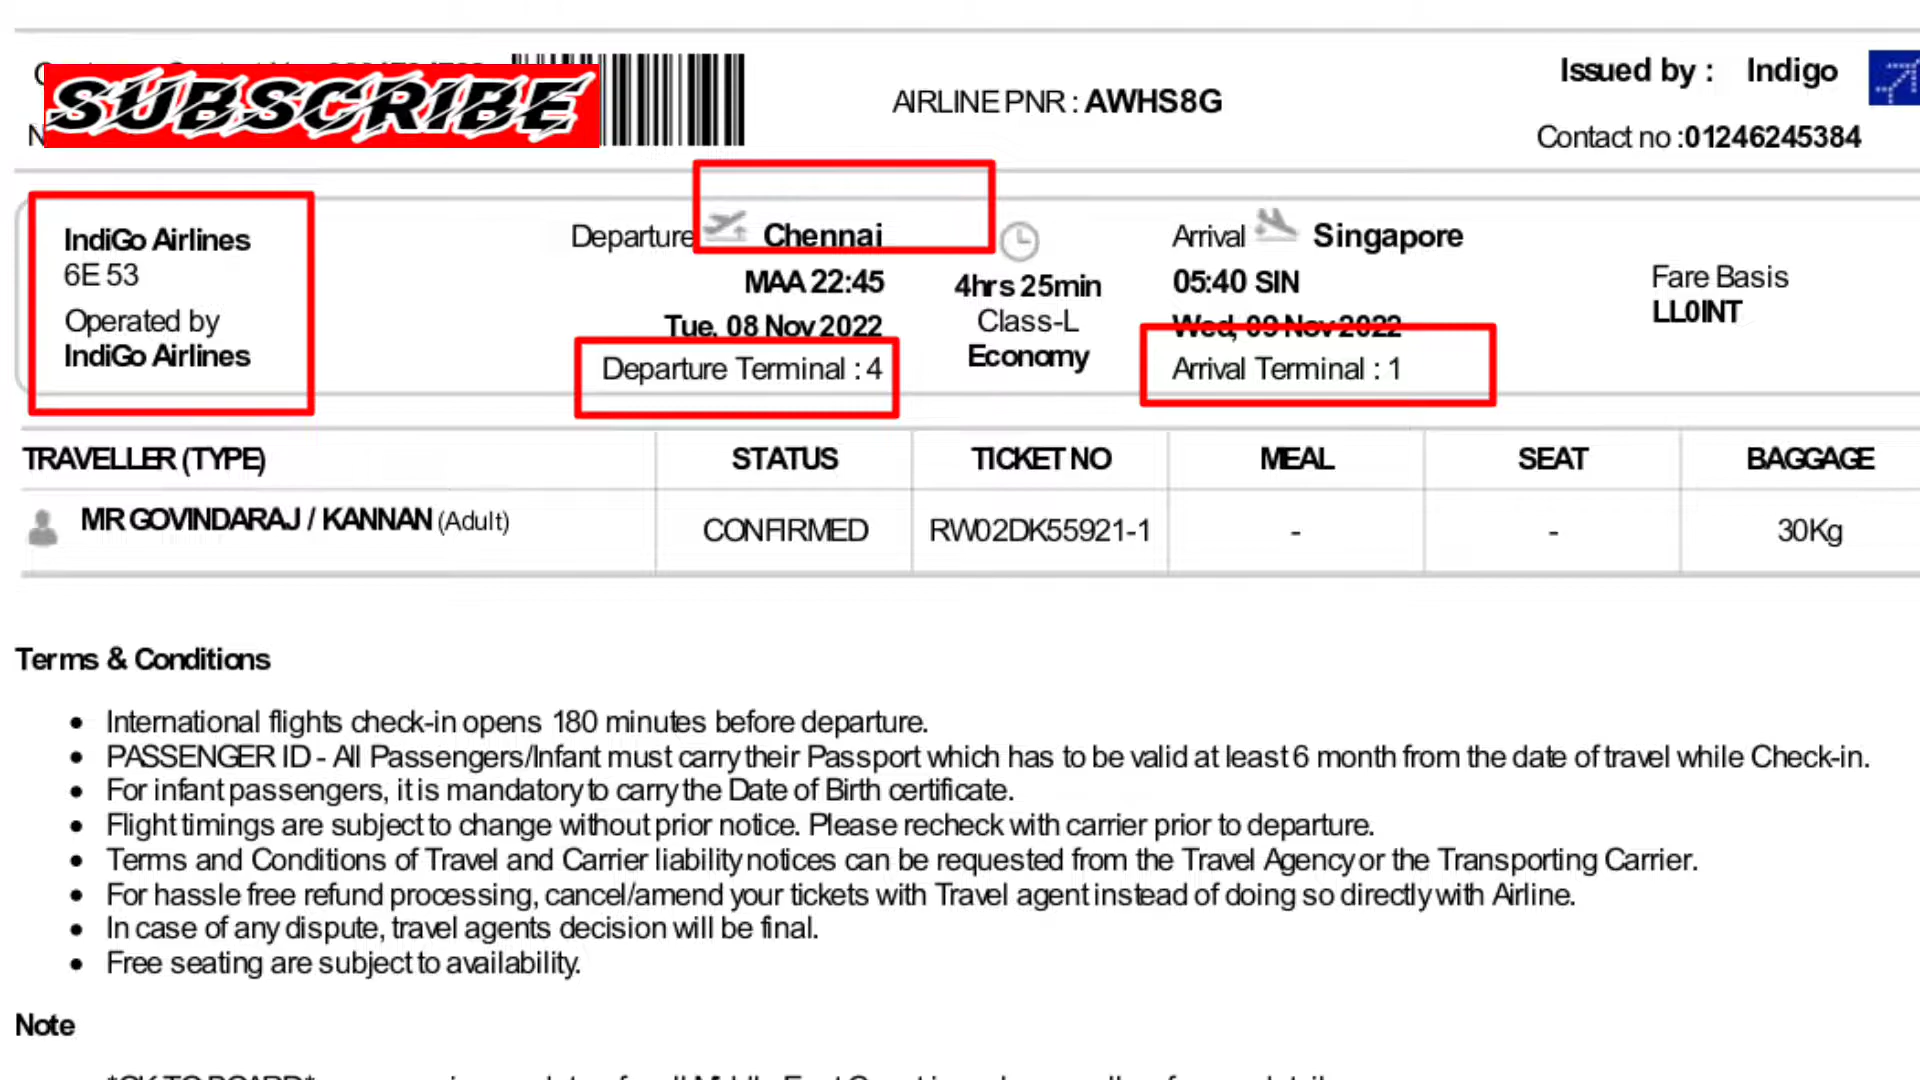 SUBSCRIBE
AIRLINE PNR : AWHS8G
Issued by : Indigo
Contact no :01246245384
IndiGo Airlines
6E 53
Operated by
IndiGo Airlines
Departure Chennai
MAA 22:45
Tue, 08 Nov 2022
Departure Terminal : 4
4hrs 25min
Class-L
Economy
Arrival Singapore
05:40 SIN
Wed, 09 Nov 2022
Arrival Terminal : 1
Fare Basis
LL0INT
TRAVELLER (TYPE) STATUS TICKET NO MEAL SEAT BAGGAGE
MR GOVINDARAJ / KANNAN (Adult) CONFIRMED RW02DK55921-1 - - 30Kg
Terms & Conditions
• International flights check-in opens 180 minutes before departure.
• PASSENGER ID - All Passengers/Infant must carry their Passport which has to be valid at least 6 month from the date of travel while Check-in.
• For infant passengers, it is mandatory to carry the Date of Birth certificate.
• Flight timings are subject to change without prior notice. Please recheck with carrier prior to departure.
• Terms and Conditions of Travel and Carrier liability notices can be requested from the Travel Agency or the Transporting Carrier.
• For hassle free refund processing, cancel/amend your tickets with Travel agent instead of doing so directly with Airline.
• In case of any dispute, travel agents decision will be final.
• Free seating are subject to availability.
Note